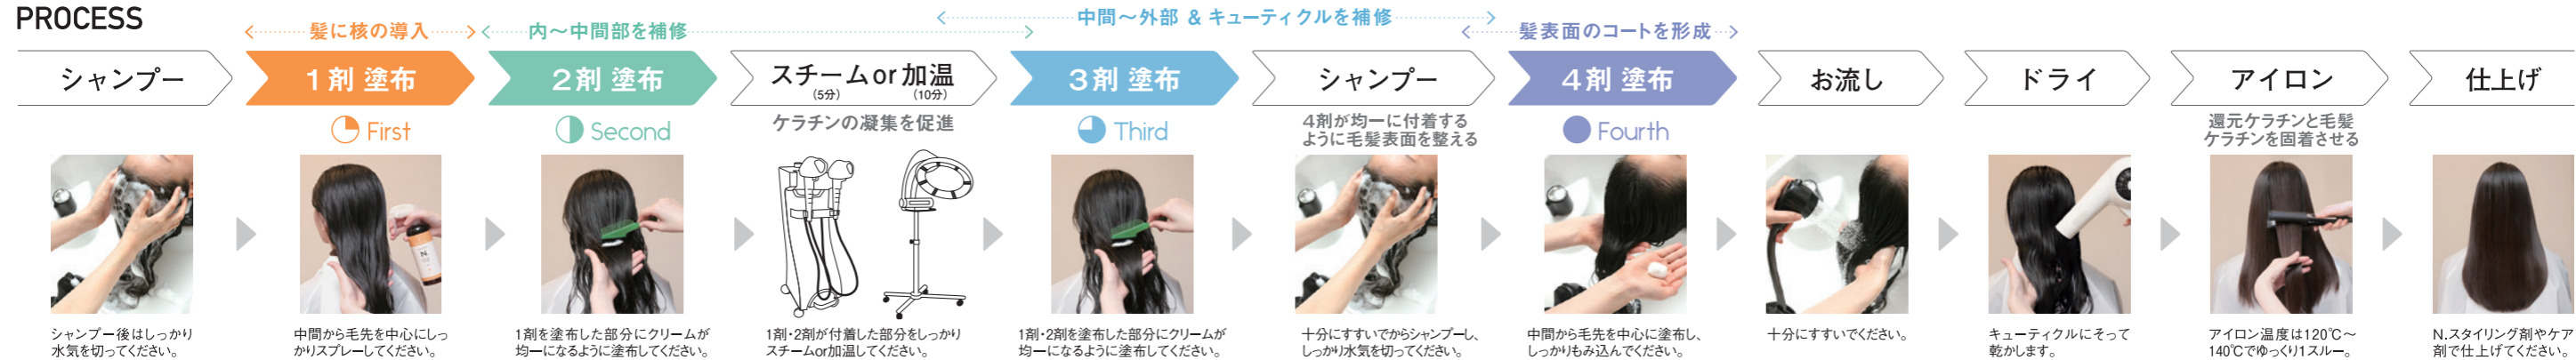 PROCESS
髪に核の導入
内〜中間部を補修
中間〜外部 & キューティクルを補修
髪表面のコートを形成
シャンプー
1剤 塗布
2剤 塗布
スチームor加温
(5分) (10分)
3剤 塗布
シャンプー
4剤 塗布
お流し
ドライ
アイロン
仕上げ
First
Second
ケラチンの凝集を促進
Third
4剤が均一に付着する
ように毛髪表面を整える
Fourth
還元ケラチンと毛髪
ケラチンを固着させる
N.
シャンプー後はしっかり
水気を切ってください。
中間から毛先を中心にしっ
かりスプレーしてください。
1剤を塗布した部分にクリームが
均一になるように塗布してください。
1剤・2剤が付着した部分をしっかり
スチームor加温してください。
1剤・2剤を塗布した部分にクリームが
均一になるように塗布してください。
十分にすすいでからシャンプーし、
しっかり水気を切ってください。
中間から毛先を中心に塗布し、
しっかりもみ込んでください。
十分にすすいでください。
キューティクルにそって
乾かします。
アイロン温度は120℃〜
140℃でゆっくり1スルー。
N.スタイリング剤やケア
剤で仕上げてください。